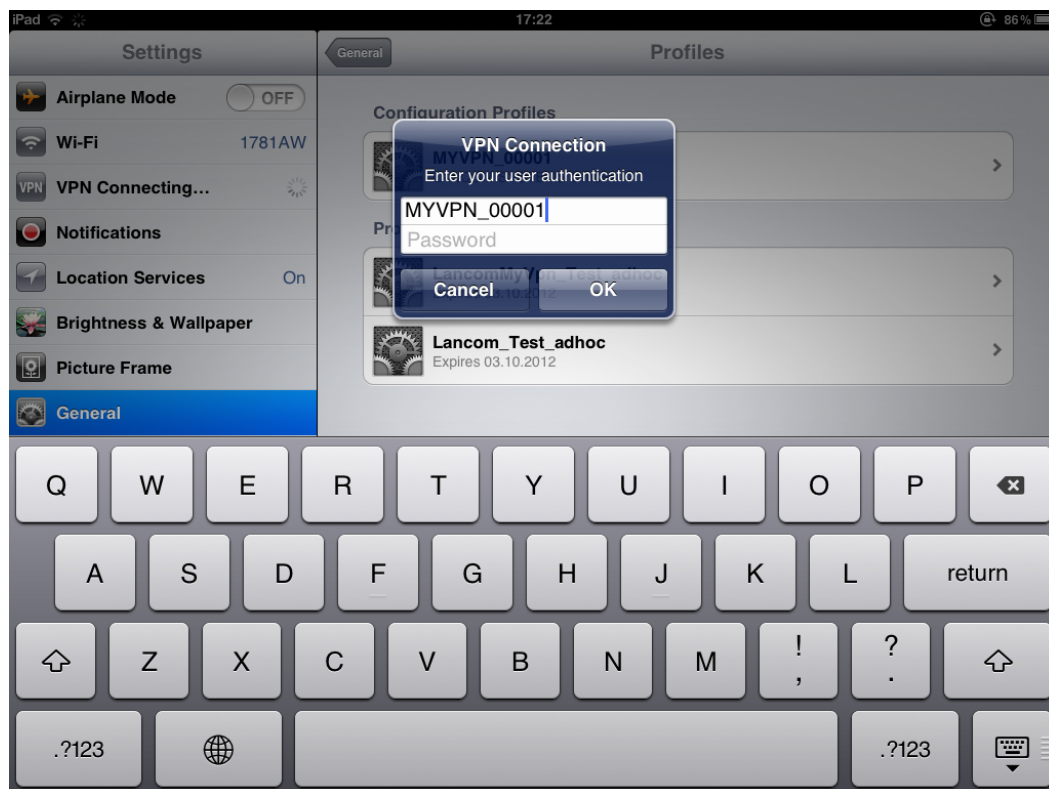 iPad 17:22 86%
Settings
Airplane Mode OFF
Wi-Fi 1781AW
VPN VPN Connecting...
Notifications
Location Services On
Brightness & Wallpaper
Picture Frame
General
General Profiles
Configuration Profiles
MYVPN_00001
VPN Connection
Enter your user authentication
MYVPN_00001
Password
Cancel OK
LancomMyVpn_Test_adhoc
Lancom_Test_adhoc
Expires 03.10.2012
Q W E R T Y U I O P
A S D F G H J K L return
Z X C V B N M ! , ? .
.?123 .?123